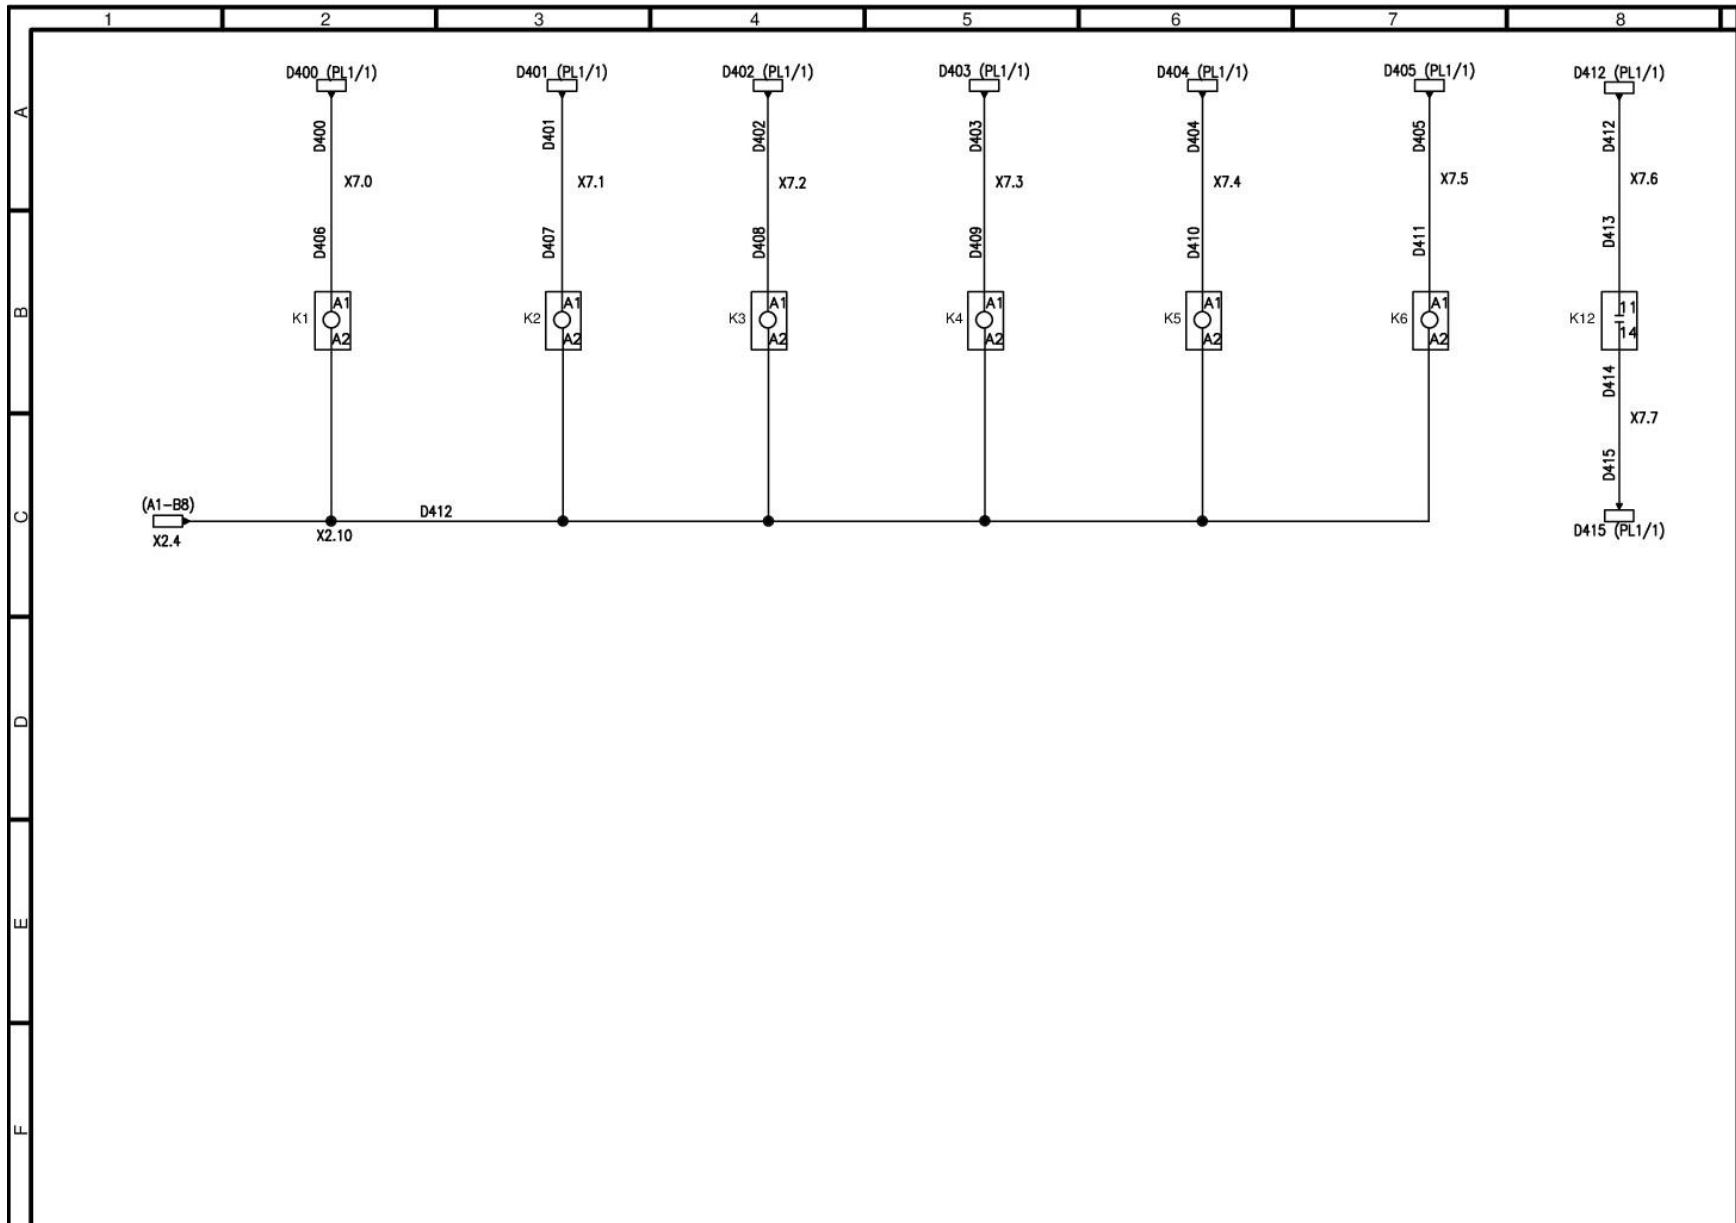 1 2 3 4 5 6 7 8
A
D400 (PL1/1) D401 (PL1/1) D402 (PL1/1) D403 (PL1/1) D404 (PL1/1) D405 (PL1/1) D412 (PL1/1)
D400 D401 D402 D403 D404 D405 D412
X7.0 X7.1 X7.2 X7.3 X7.4 X7.5 X7.6
D406 D407 D408 D409 D410 D411 D413
B
A1 A1 A1 A1 A1 A1 11
K1 K2 K3 K4 K5 K6 K12
A2 A2 A2 A2 A2 A2 14
D414
X7.7
D415
C
(A1-B8) D412
X2.4 X2.10 D415 (PL1/1)
D
E
F